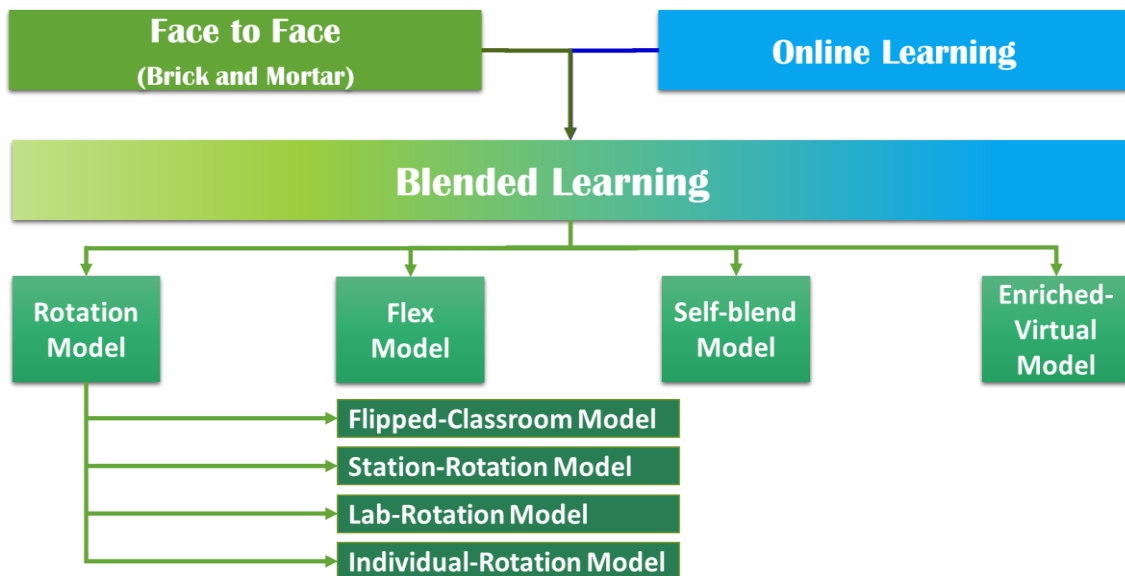 Face to Face
(Brick and Mortar)
Online Learning
Blended Learning
Rotation
Model
Flex
Model
Self-blend
Model
Enriched-
Virtual
Model
Flipped-Classroom Model
Station-Rotation Model
Lab-Rotation Model
Individual-Rotation Model